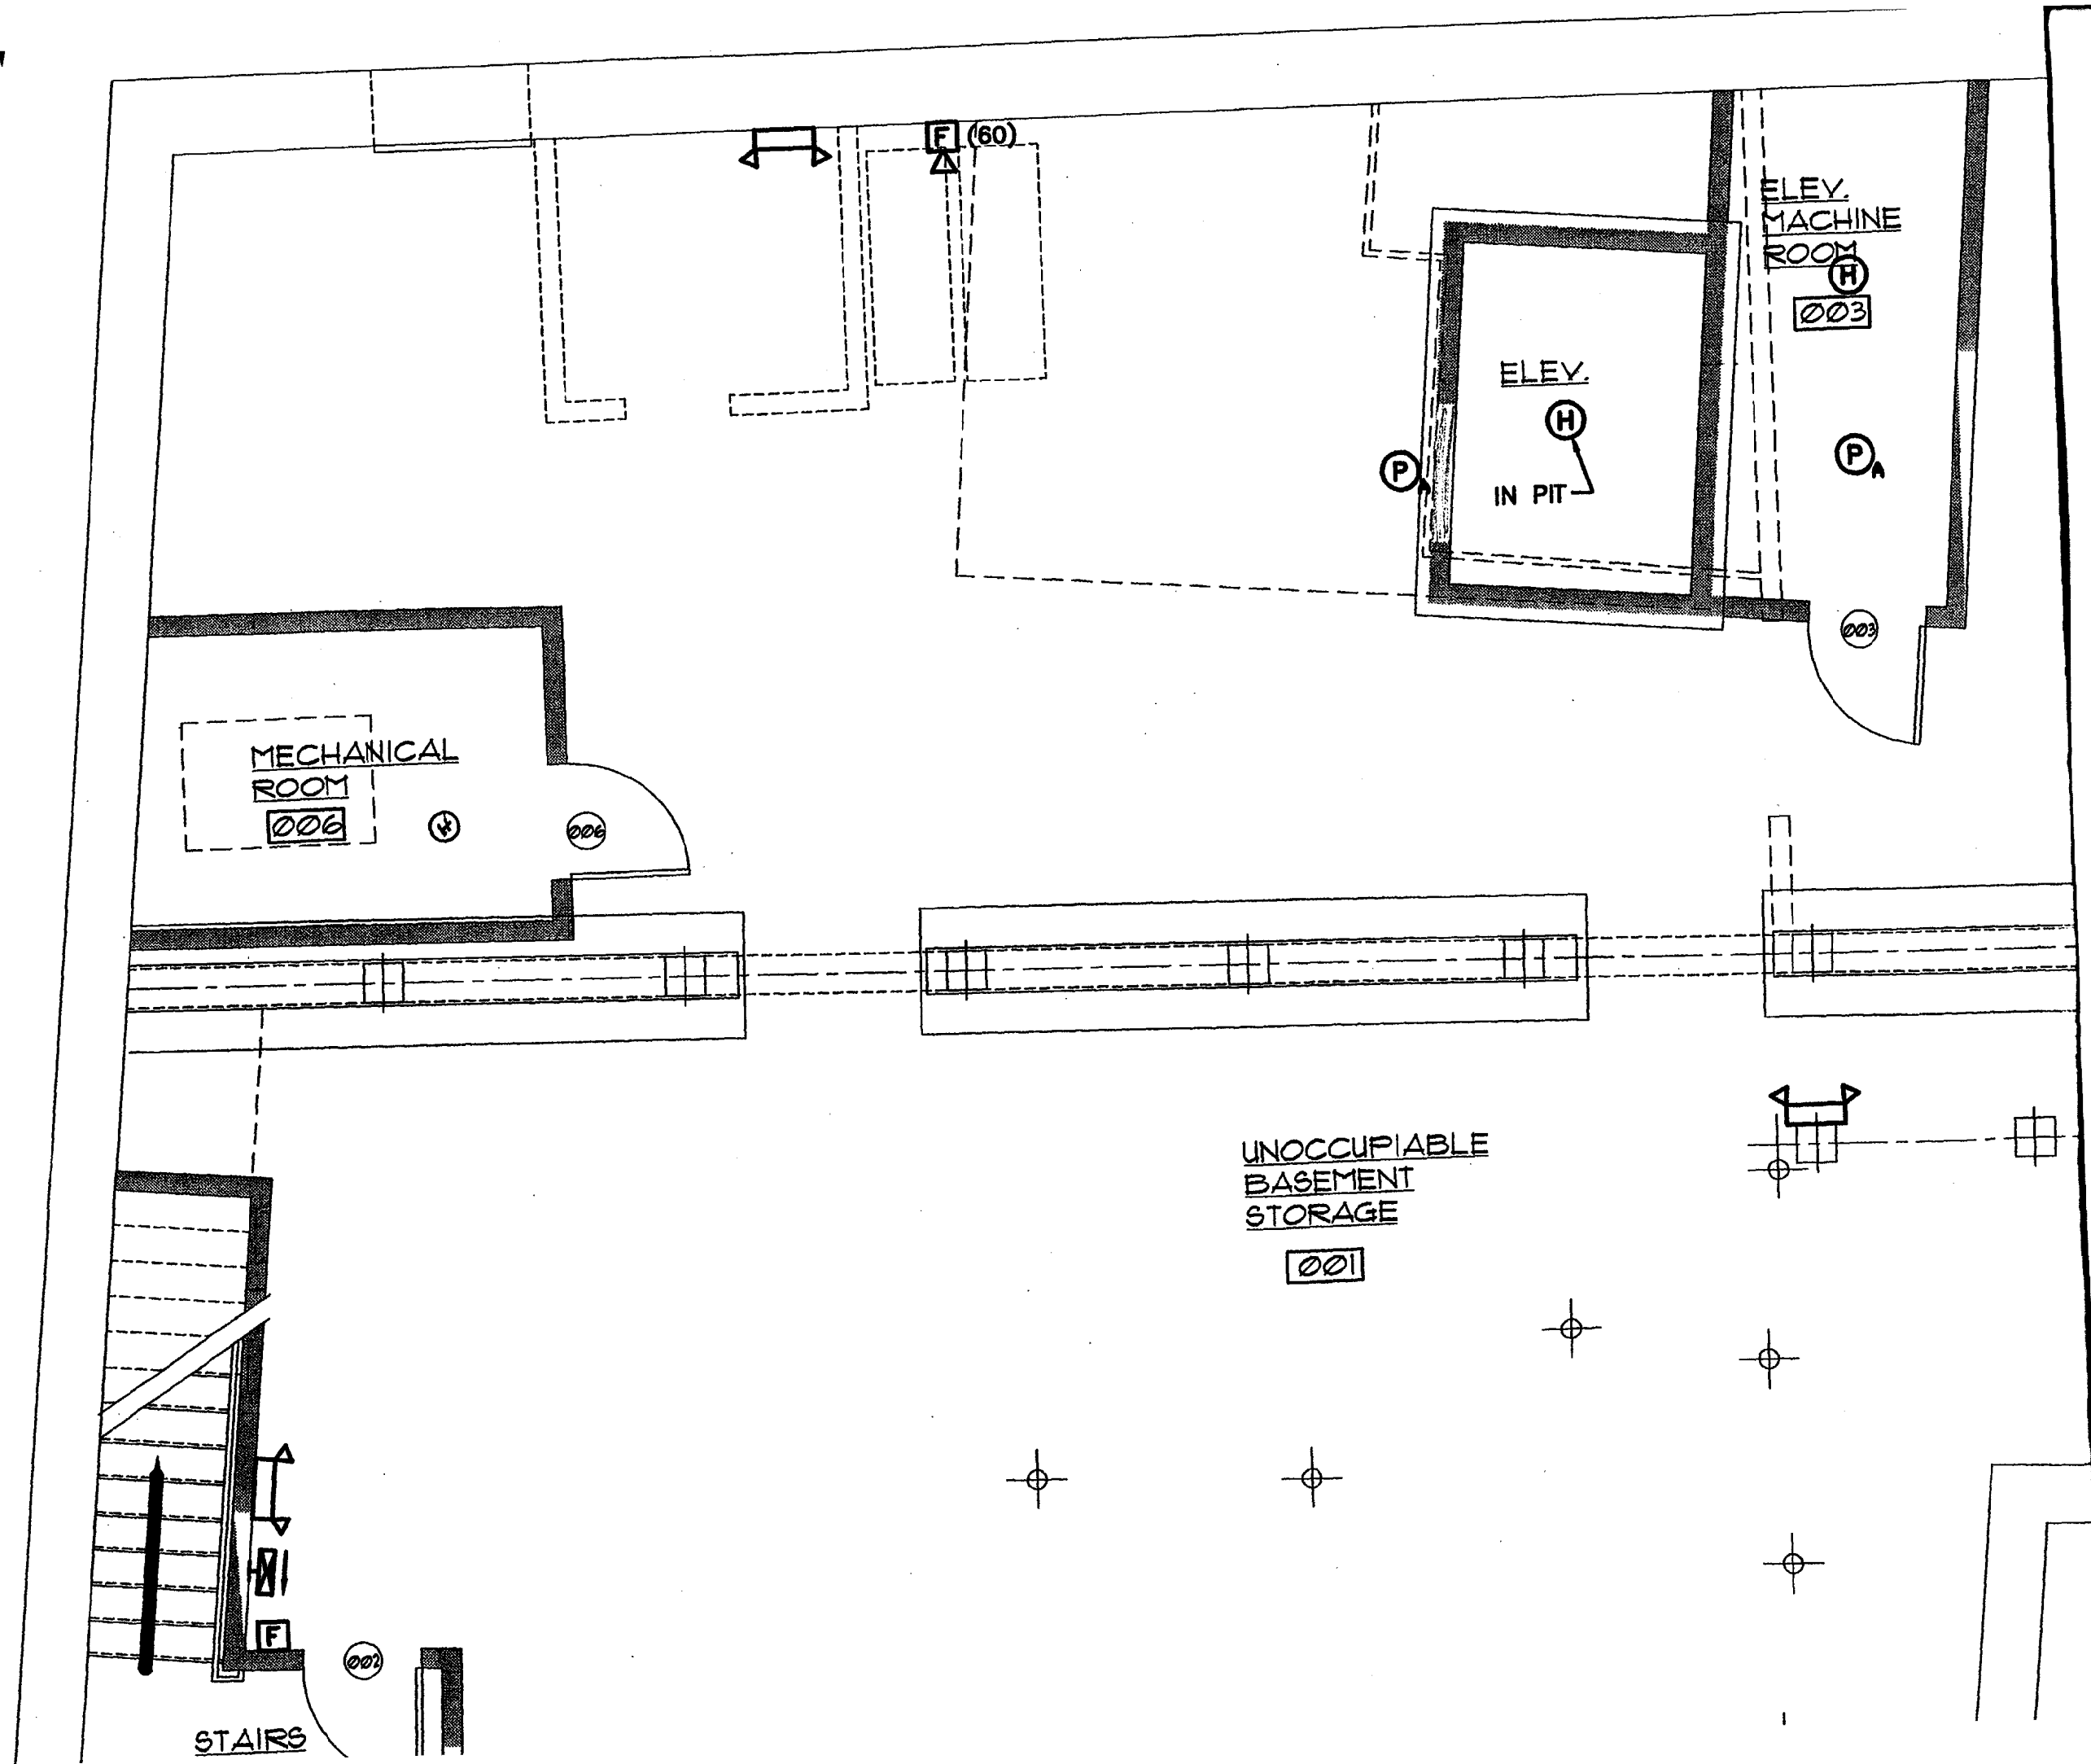 F (60)
ELEV.
MACHINE
ROOM
H
003
ELEV.
H
P
A
IN PIT
P
A
003
MECHANICAL
ROOM
006
H
006
UNOCCUPIABLE
BASEMENT
STORAGE
001
F
002
STAIRS